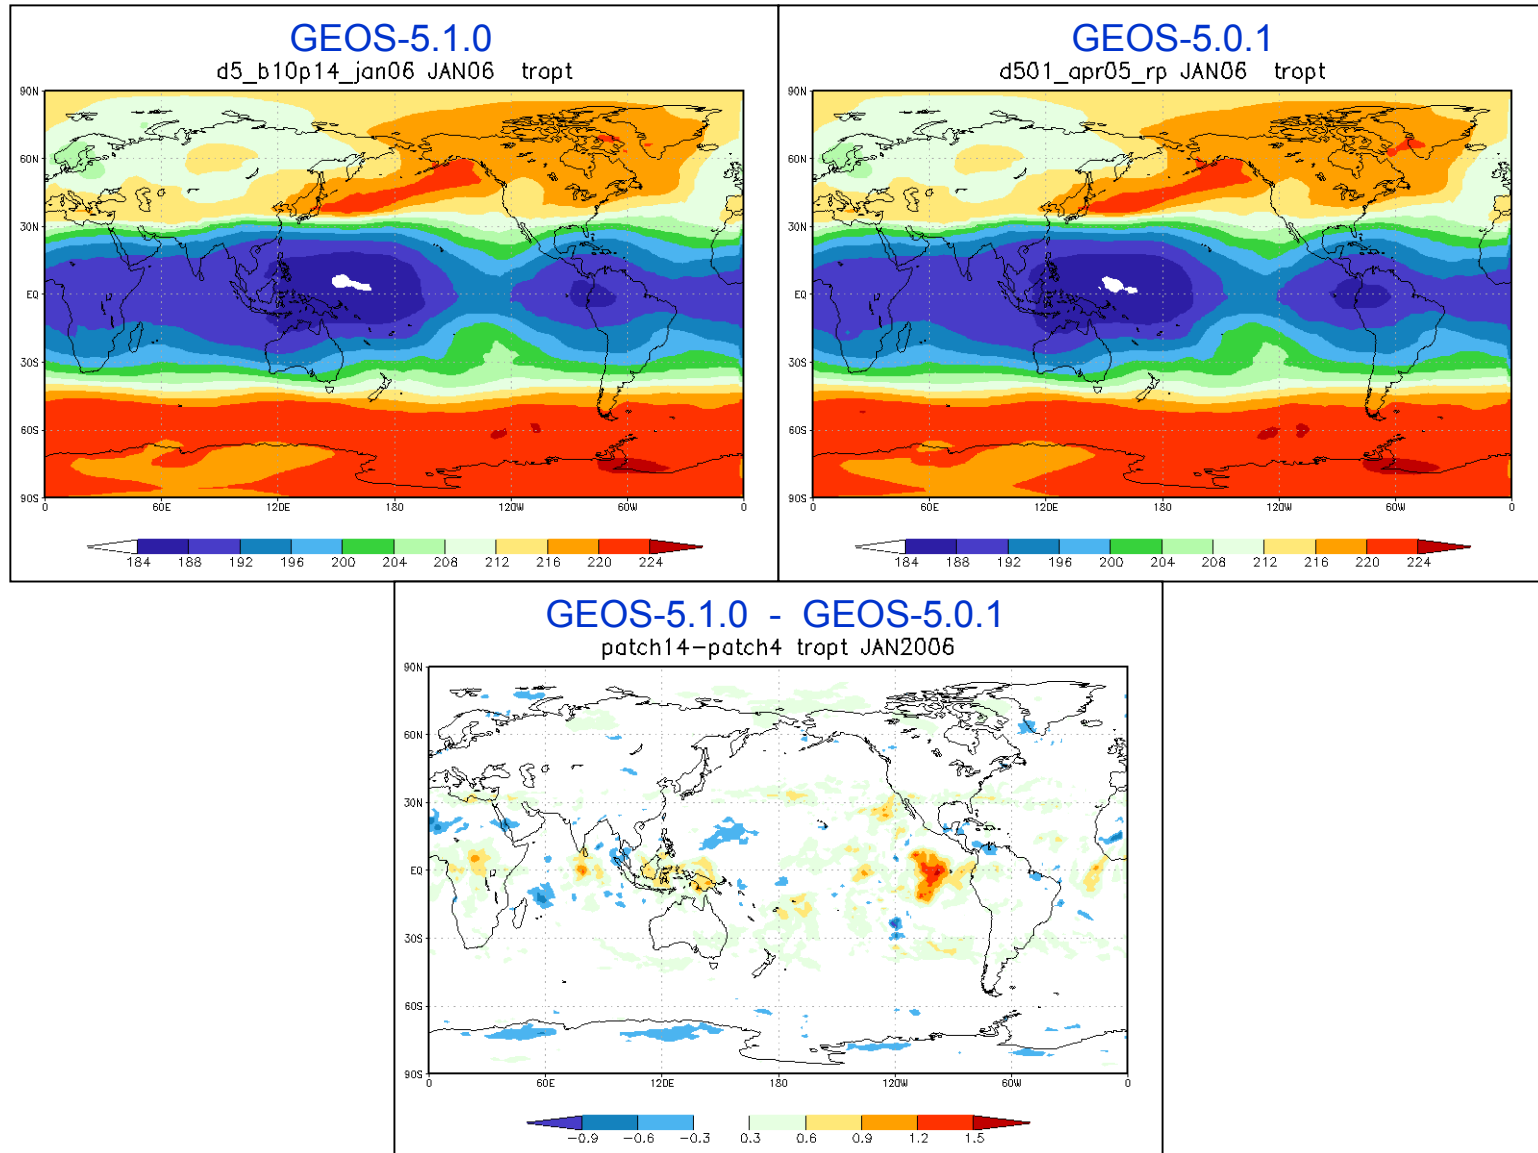 GEOS-5.1.0
d5_b10p14_jan06 JAN06 tropt
90N
60N
30N
EQ
30S
60S
90S
0 60E 120E 180 120W 60W 0
184 188 192 196 200 204 208 212 216 220 224
GEOS-5.0.1
d501_apr05_rp JAN06 tropt
90N
60N
30N
EQ
30S
60S
90S
0 60E 120E 180 120W 60W 0
184 188 192 196 200 204 208 212 216 220 224
GEOS-5.1.0 - GEOS-5.0.1
patch14-patch4 tropt JAN2006
90N
60N
30N
EQ
30S
60S
90S
0 60E 120E 180 120W 60W 0
-0.9 -0.6 -0.3 0.3 0.6 0.9 1.2 1.5